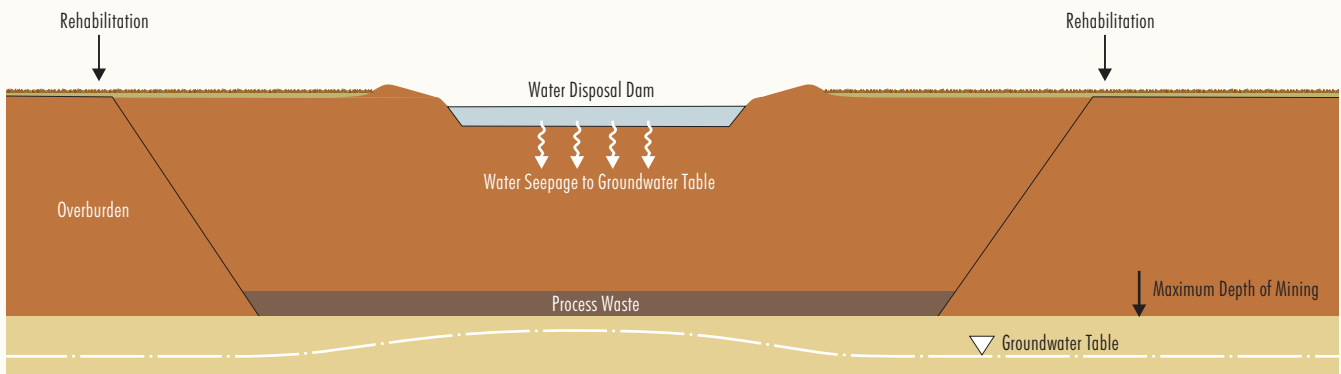 Rehabilitation
Rehabilitation
Water Disposal Dam
Water Seepage to Groundwater Table
Overburden
Maximum Depth of Mining
Process Waste
Groundwater Table